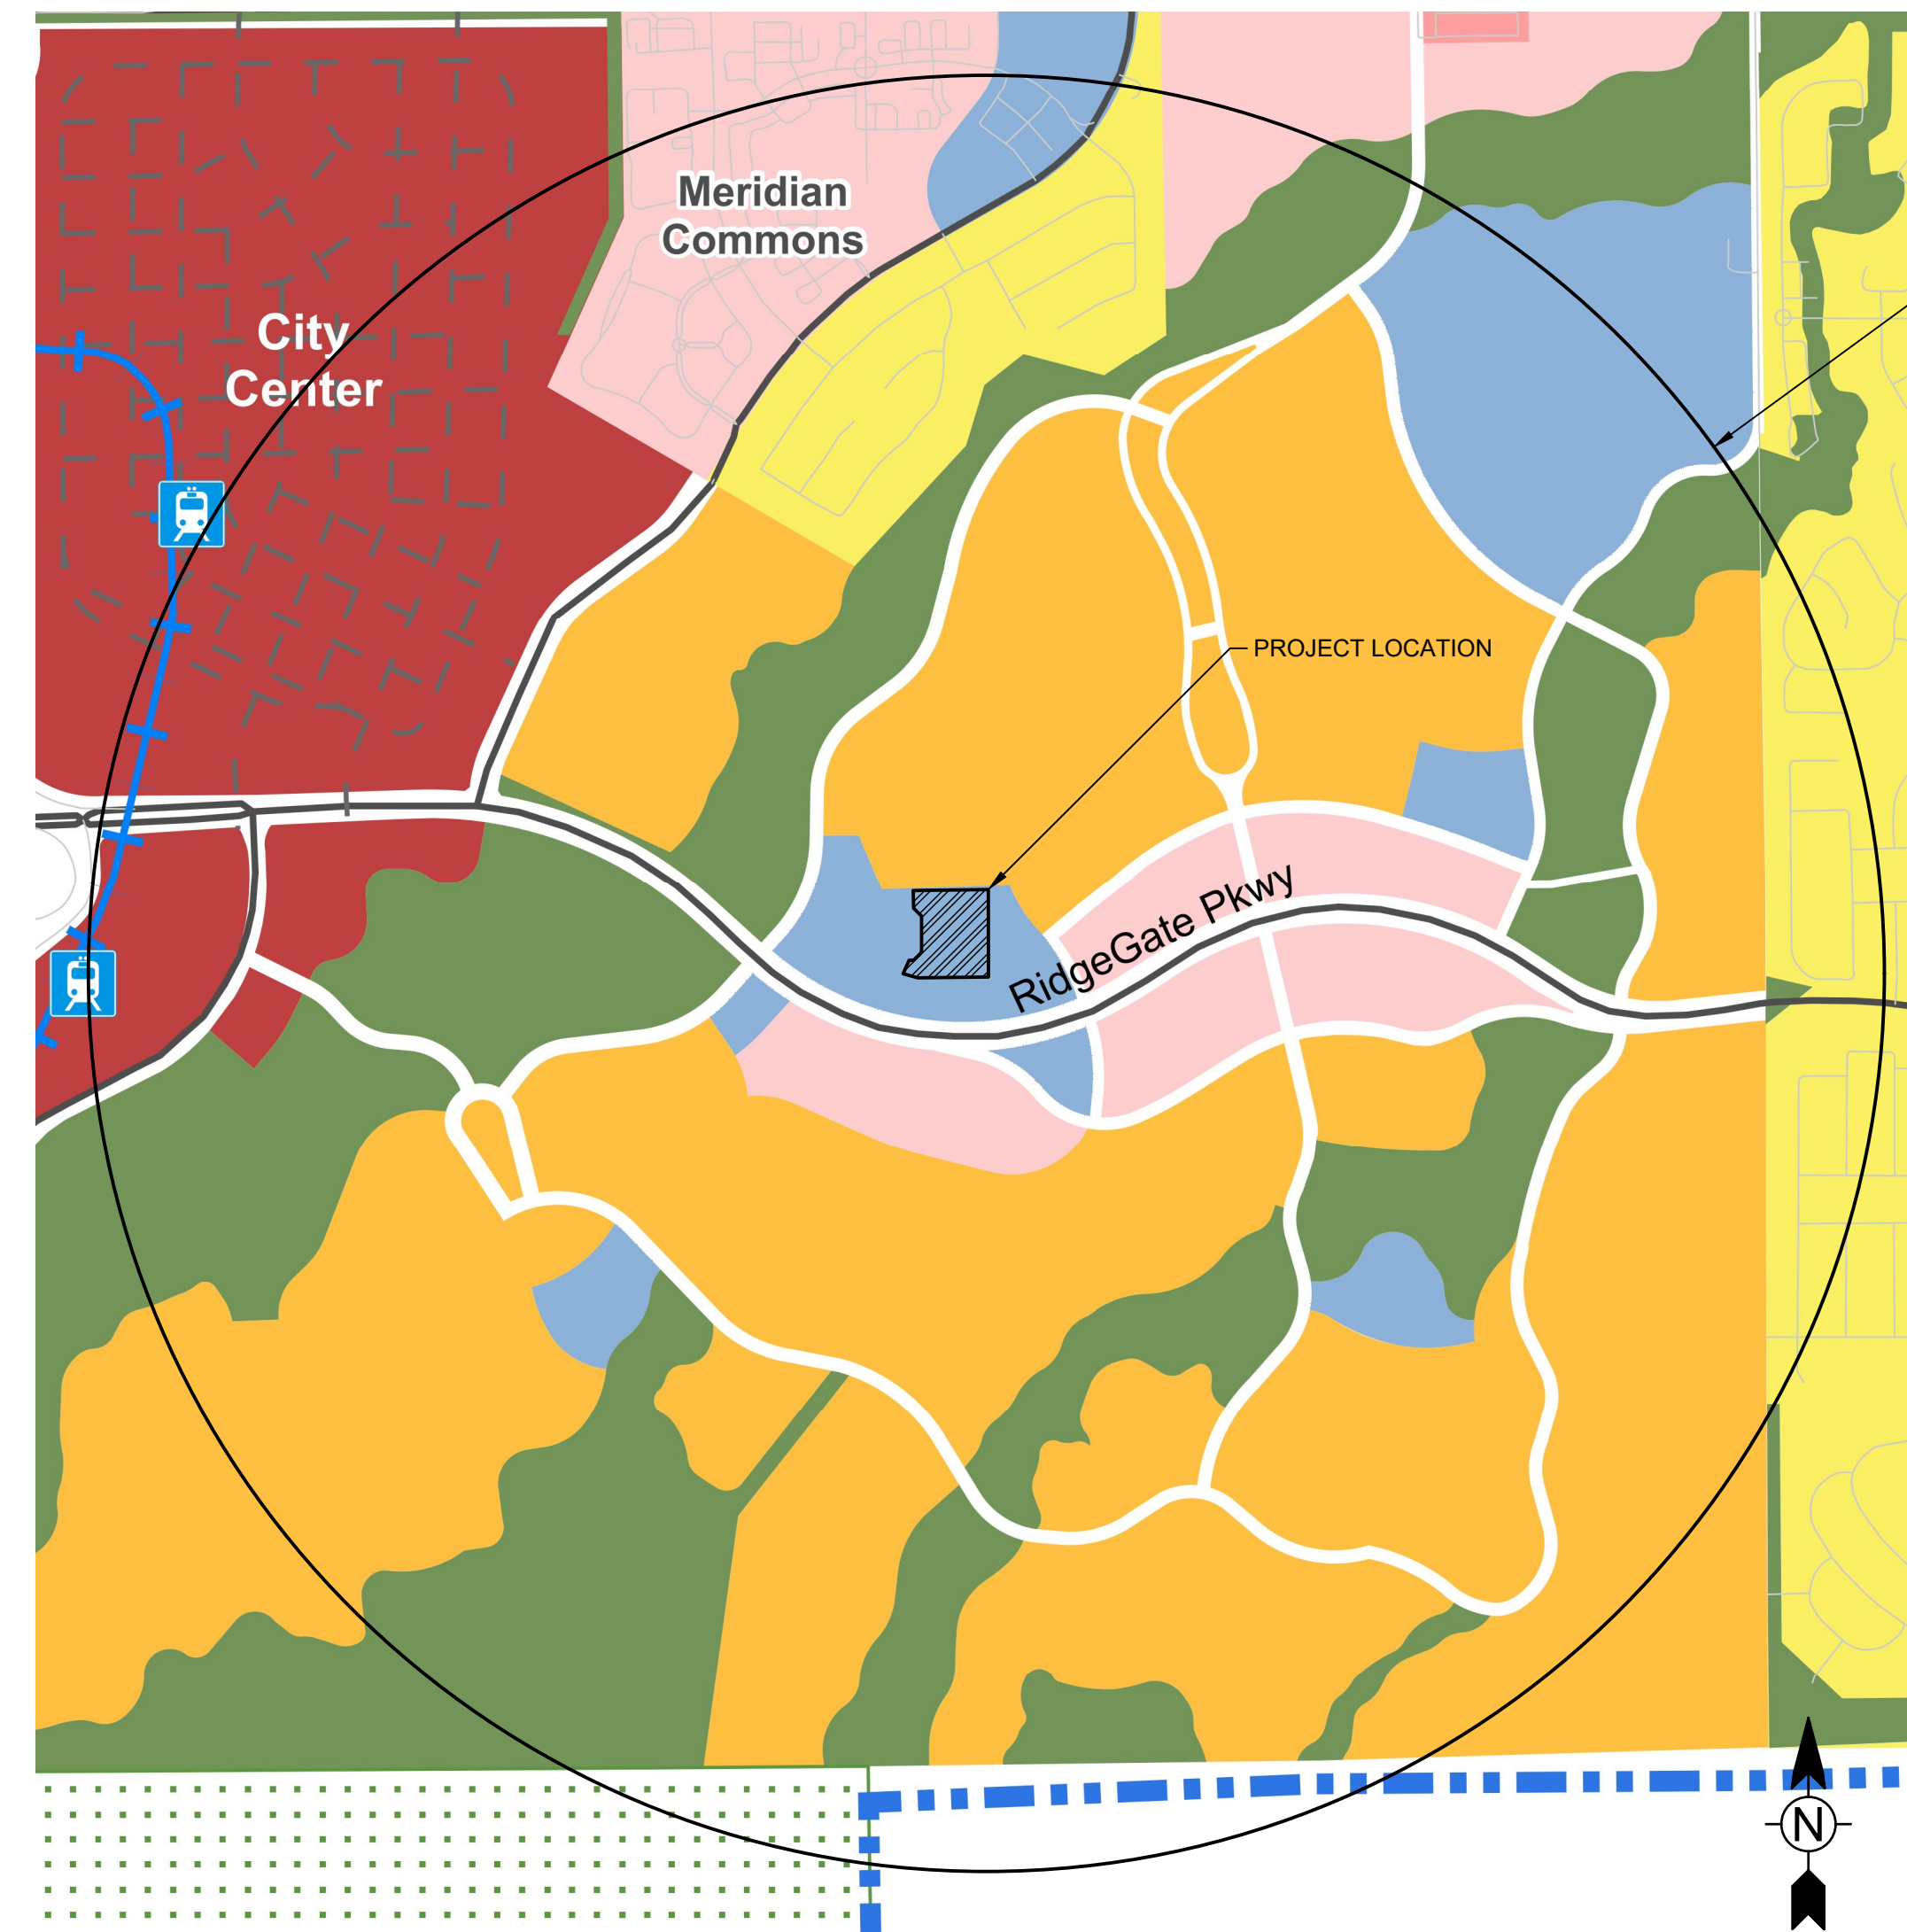 Meridian
Commons
City
Center
PROJECT LOCATION
RidgeGate PKwy
N